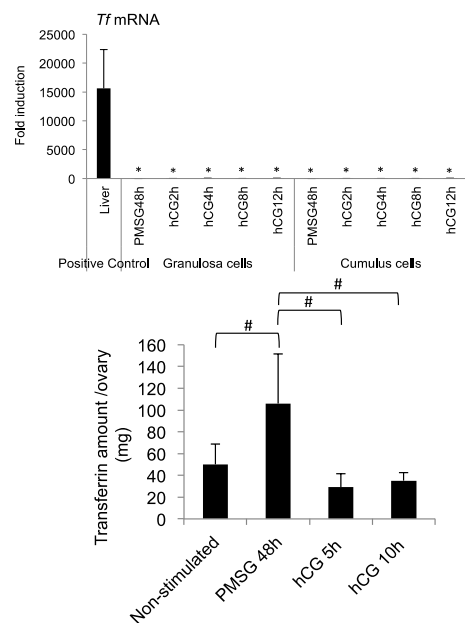 Tf mRNA
Fold induction
25000
20000
15000
10000
5000
0
* * * * * * * * * *
Liver
PMSG48h
hCG2h
hCG4h
hCG8h
hCG12h
PMSG48h
hCG2h
hCG4h
hCG8h
hCG12h
Positive Control Granulosa cells Cumulus cells
#
# #
Transferrin amount /ovary
(mg)
160
140
120
100
80
60
40
20
0
Non-stimulated
PMSG 48h
hCG 5h
hCG 10h